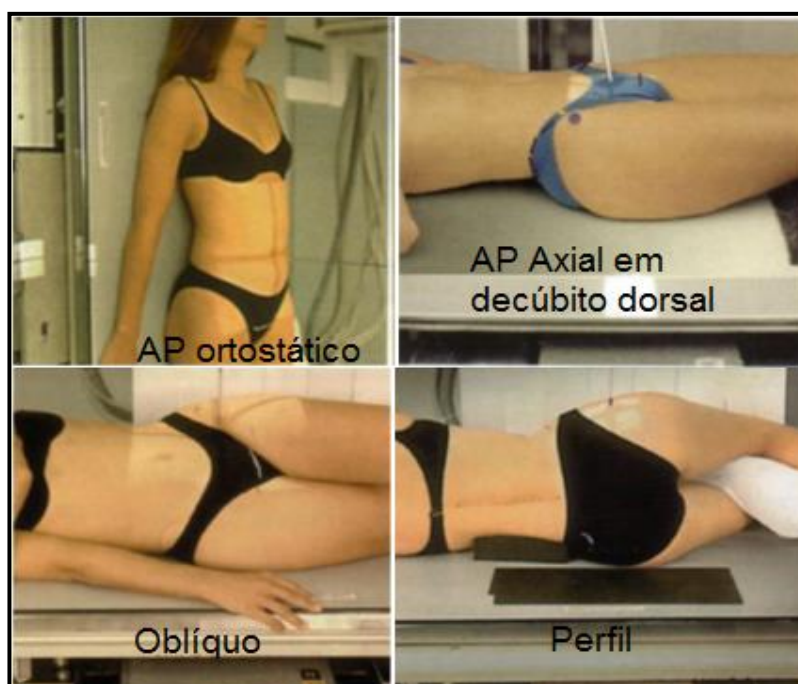 AP ortostático
AP Axial em
decúbito dorsal
Oblíquo
Perfil